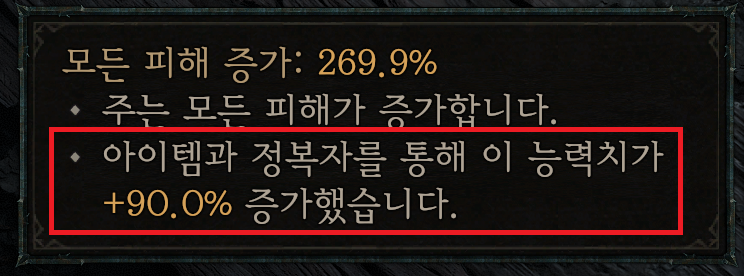 모든 피해 증가: 269.9%
◆ 주는 모든 피해가 증가합니다.
◆ 아이템과 정복자를 통해 이 능력치가
+90.0% 증가했습니다.